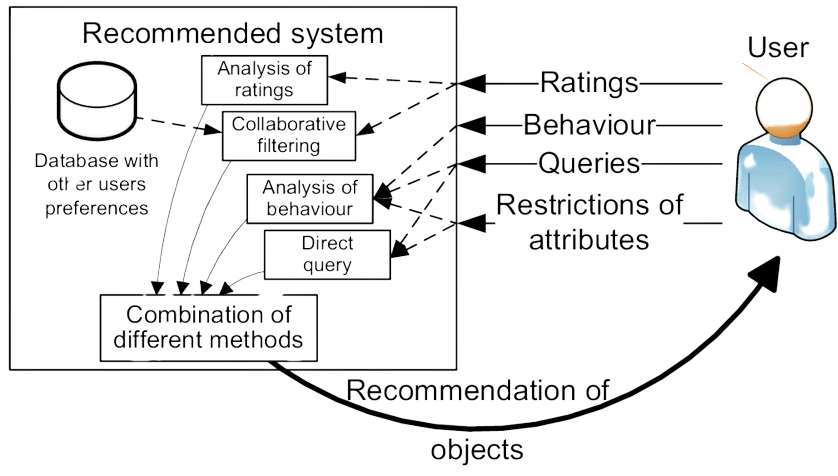 Recommended system
User
Analysis of
ratings
Ratings
Collaborative
filtering
Behaviour
Database with
other users
preferences
Queries
Analysis of
behaviour
Restrictions of
attributes
Direct
query
Combination of
different methods
Recommendation of
objects